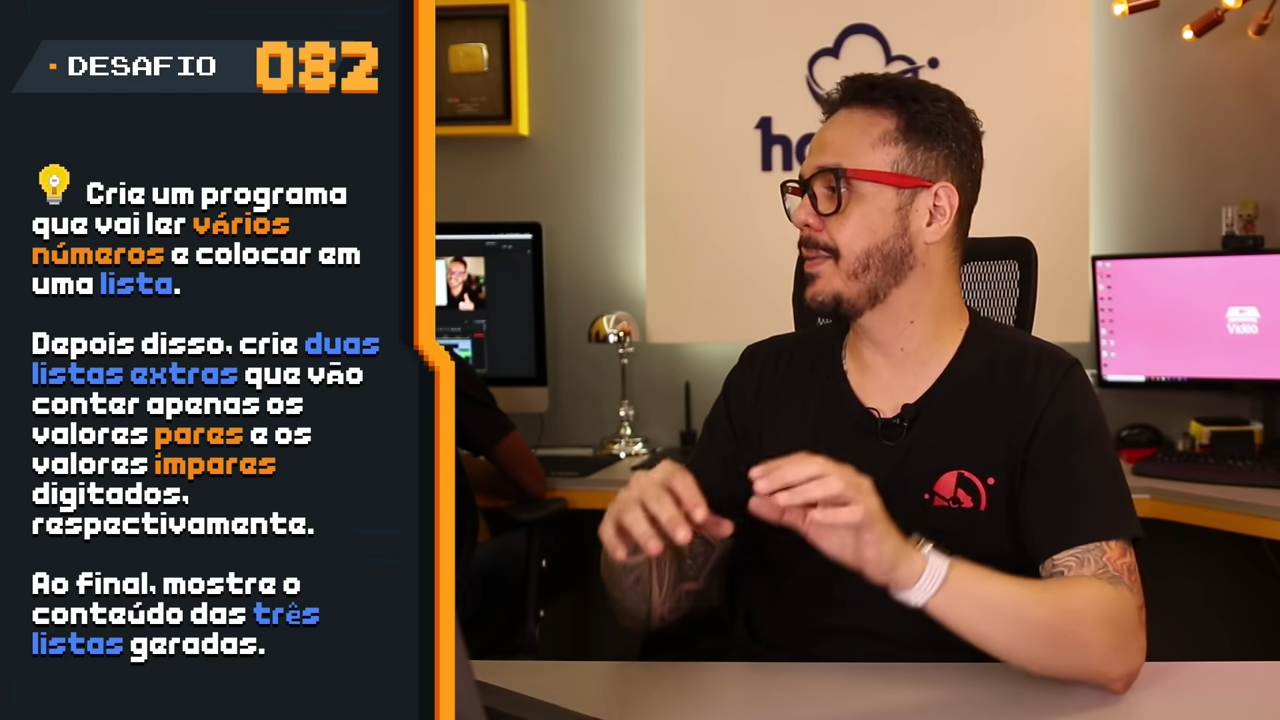 DESAFIO 082
Crie um programa
que vai ler vários
números e colocar em
uma lista.
Depois disso, crie duas
listas extras que vão
conter apenas os
valores pares e os
valores ímpares
digitados,
respectivamente.
Ao final, mostre o
conteúdo das três
listas geradas.
Vídeo